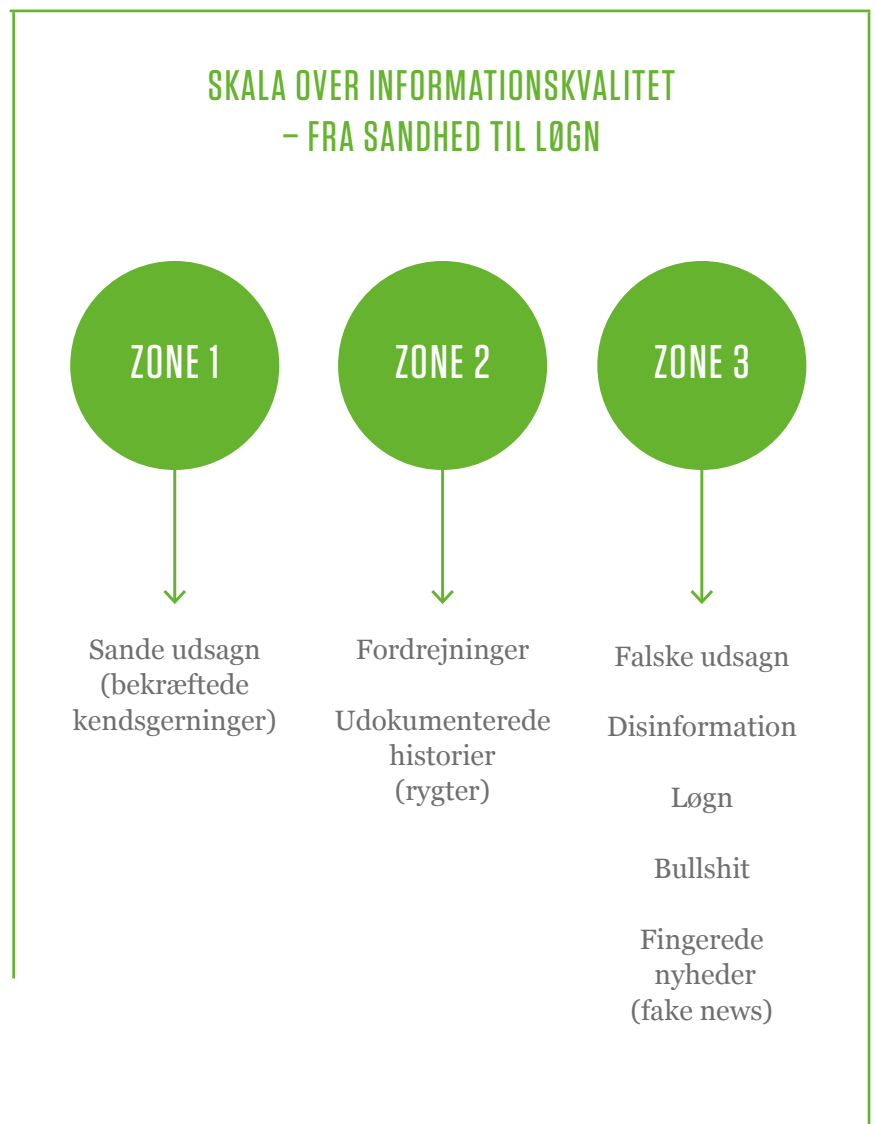 SKALA OVER INFORMATIONSKVALITET
– FRA SANDHED TIL LØGN
ZONE 1
Sande udsagn
(bekræftede
kendsgerninger)
ZONE 2
Fordrejninger
Udokumenterede
historier
(rygter)
ZONE 3
Falske udsagn
Disinformation
Løgn
Bullshit
Fingerede
nyheder
(fake news)